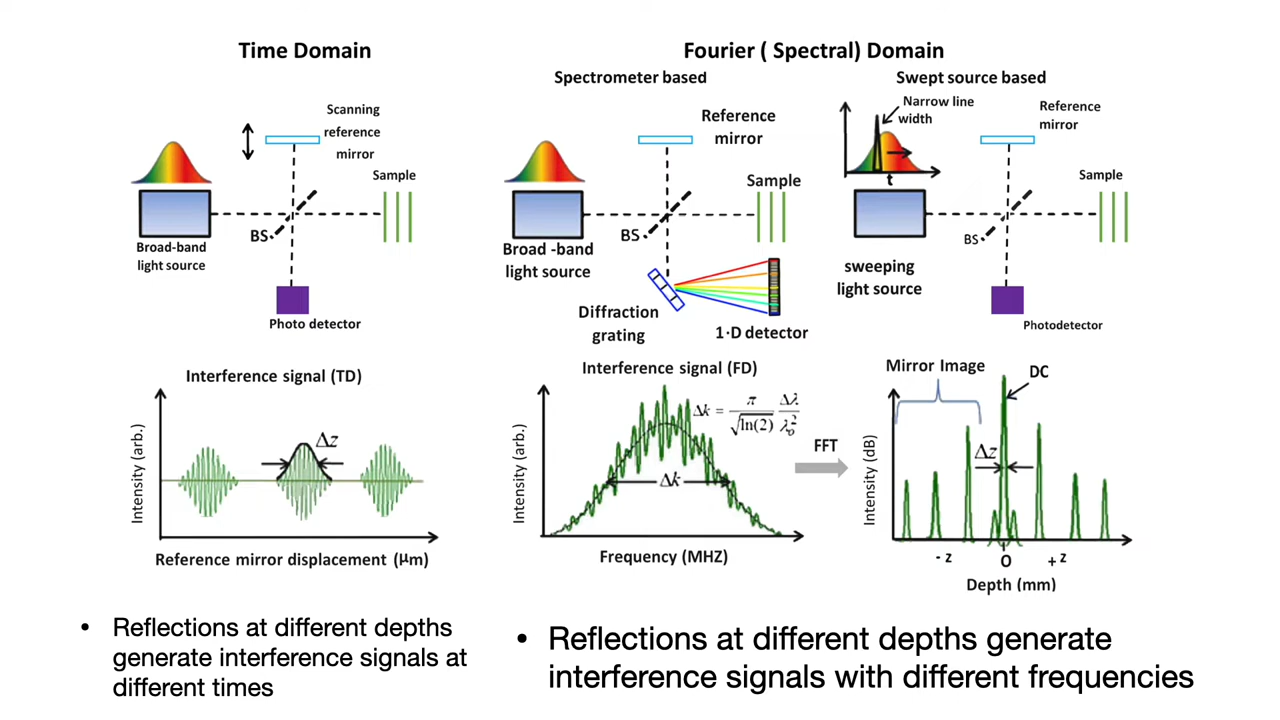 Time Domain
Scanning
reference
mirror
Sample
BS
Broad-band
light source
Photo detector
Interference signal (TD)
Δz
Intensity (arb.)
Reference mirror displacement (μm)
Reflections at different depths
generate interference signals at
different times
Fourier ( Spectral) Domain
Spectrometer based
Reference
mirror
Sample
BS
Broad -band
light source
Diffraction
grating
1·D detector
Swept source based
Narrow line
width
t
Reference
mirror
Sample
BS
sweeping
light source
Photodetector
Interference signal (FD)
Δk = π/√ln(2) Δλ/λ₀²
Δk
Intensity (arb.)
Frequency (MHZ)
FFT
Mirror Image
DC
Δz
Intensity (dB)
- z O + z
Depth (mm)
Reflections at different depths generate
interference signals with different frequencies